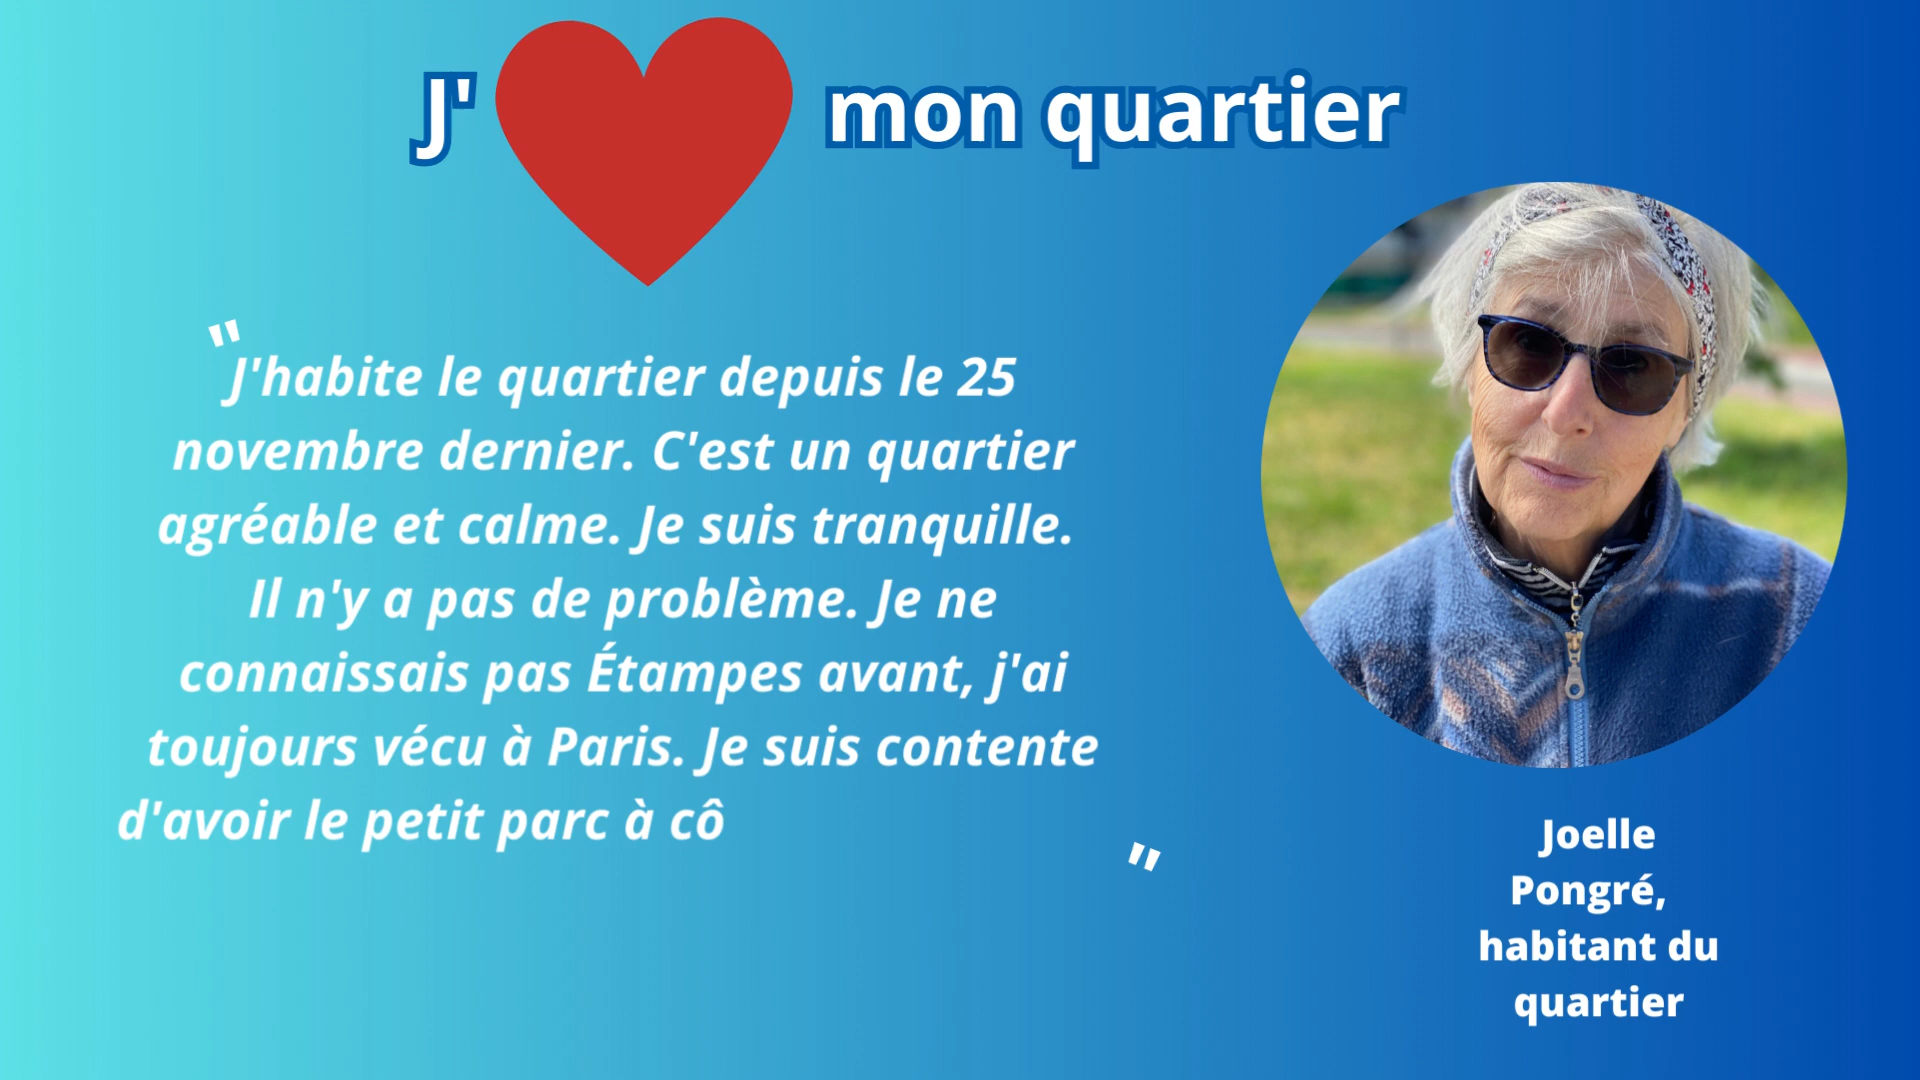 J' mon quartier
"
J'habite le quartier depuis le 25
novembre dernier. C'est un quartier
agréable et calme. Je suis tranquille.
Il n'y a pas de problème. Je ne
connaissais pas Étampes avant, j'ai
toujours vécu à Paris. Je suis contente
d'avoir le petit parc à cô
"
Joelle
Pongré,
habitant du
quartier